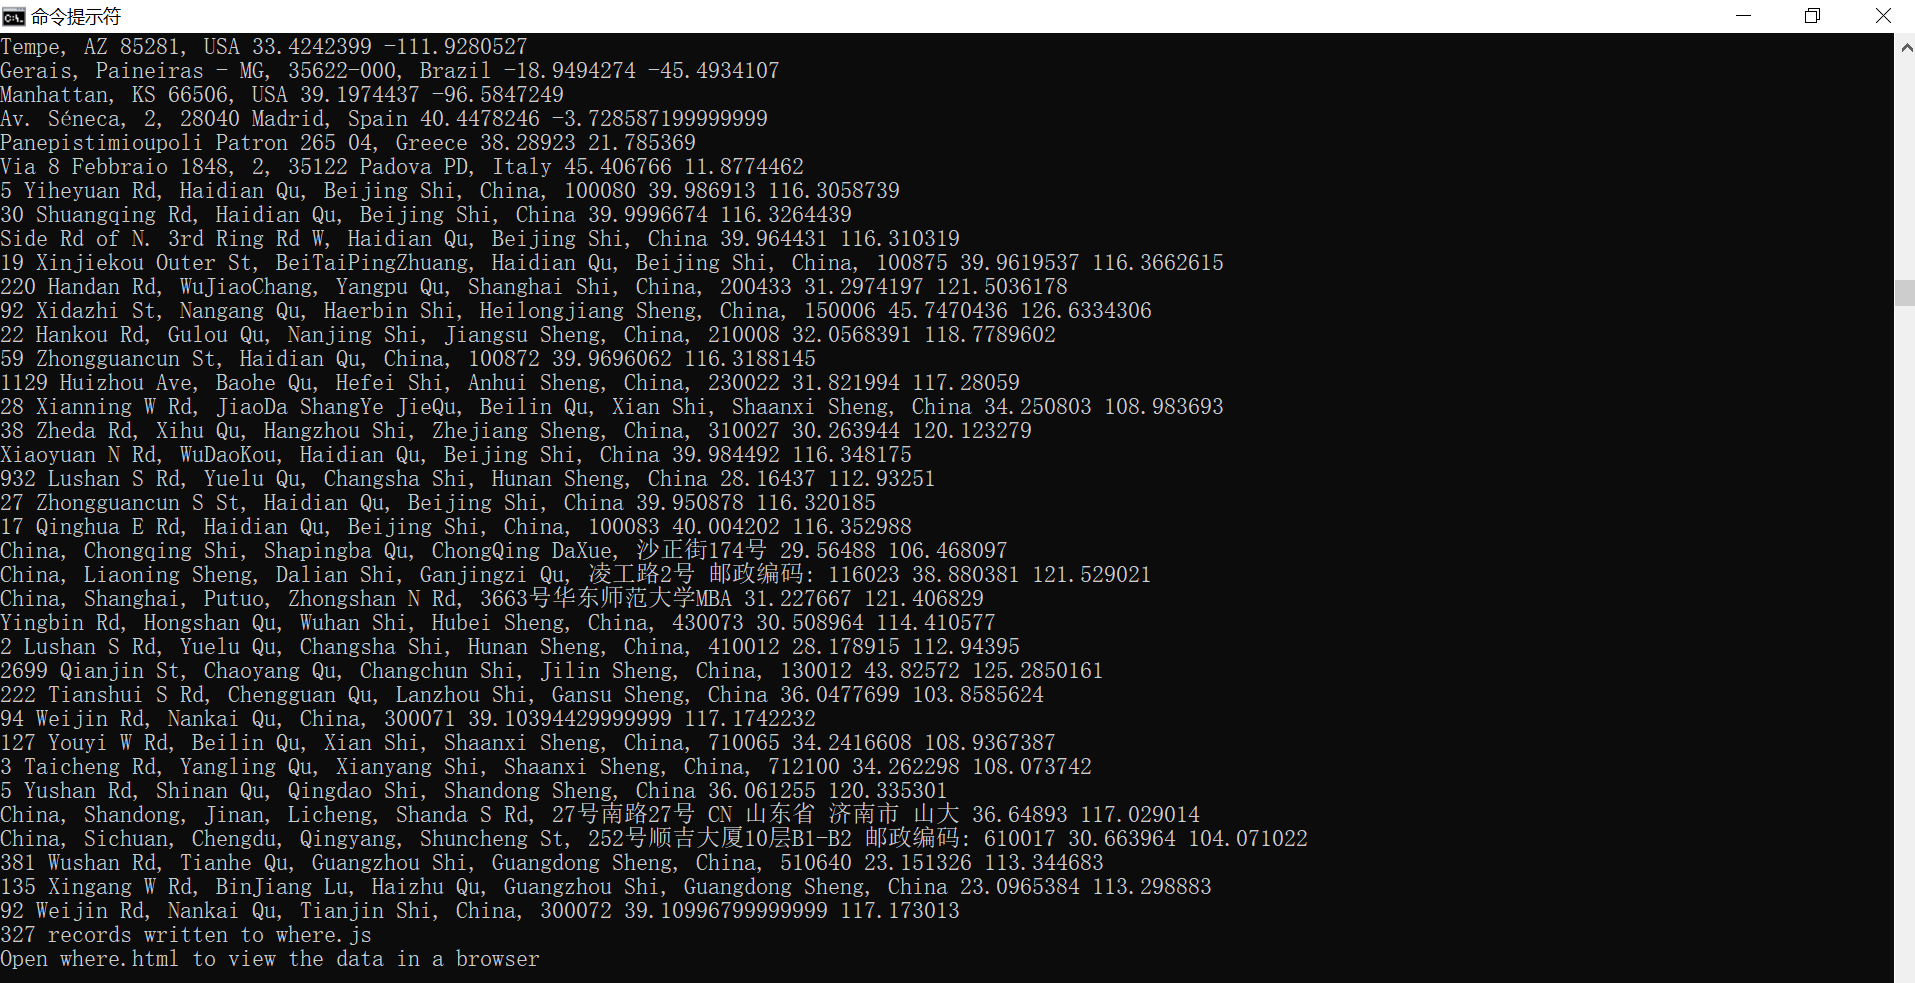 命令提示符
Tempe, AZ 85281, USA 33.4242399 -111.9280527
Gerais, Paineiras - MG, 35622-000, Brazil -18.9494274 -45.4934107
Manhattan, KS 66506, USA 39.1974437 -96.5847249
Av. Séneca, 2, 28040 Madrid, Spain 40.4478246 -3.728587199999999
Panepistimioupoli Patron 265 04, Greece 38.28923 21.785369
Via 8 Febbraio 1848, 2, 35122 Padova PD, Italy 45.406766 11.8774462
5 Yiheyuan Rd, Haidian Qu, Beijing Shi, China, 100080 39.986913 116.3058739
30 Shuangqing Rd, Haidian Qu, Beijing Shi, China 39.9996674 116.3264439
Side Rd of N. 3rd Ring Rd W, Haidian Qu, Beijing Shi, China 39.964431 116.310319
19 Xinjiekou Outer St, BeiTaiPingZhuang, Haidian Qu, Beijing Shi, China, 100875 39.9619537 116.3662615
220 Handan Rd, WuJiaoChang, Yangpu Qu, Shanghai Shi, China, 200433 31.2974197 121.5036178
92 Xidazhi St, Nangang Qu, Haerbin Shi, Heilongjiang Sheng, China, 150006 45.7470436 126.6334306
22 Hankou Rd, Gulou Qu, Nanjing Shi, Jiangsu Sheng, China, 210008 32.0568391 118.7789602
59 Zhongguancun St, Haidian Qu, China, 100872 39.9696062 116.3188145
1129 Huizhou Ave, Baohe Qu, Hefei Shi, Anhui Sheng, China, 230022 31.821994 117.28059
28 Xianning W Rd, JiaoDa ShangYe JieQu, Beilin Qu, Xian Shi, Shaanxi Sheng, China 34.250803 108.983693
38 Zheda Rd, Xihu Qu, Hangzhou Shi, Zhejiang Sheng, China, 310027 30.263944 120.123279
Xiaoyuan N Rd, WuDaoKou, Haidian Qu, Beijing Shi, China 39.984492 116.348175
932 Lushan S Rd, Yuelu Qu, Changsha Shi, Hunan Sheng, China 28.16437 112.93251
27 Zhongguancun S St, Haidian Qu, Beijing Shi, China 39.950878 116.320185
17 Qinghua E Rd, Haidian Qu, Beijing Shi, China, 100083 40.004202 116.352988
China, Chongqing Shi, Shapingba Qu, ChongQing DaXue, 沙正街174号 29.56488 106.468097
China, Liaoning Sheng, Dalian Shi, Ganjingzi Qu, 凌工路2号 邮政编码: 116023 38.880381 121.529021
China, Shanghai, Putuo, Zhongshan N Rd, 3663号华东师范大学MBA 31.227667 121.406829
Yingbin Rd, Hongshan Qu, Wuhan Shi, Hubei Sheng, China, 430073 30.508964 114.410577
2 Lushan S Rd, Yuelu Qu, Changsha Shi, Hunan Sheng, China, 410012 28.178915 112.94395
2699 Qianjin St, Chaoyang Qu, Changchun Shi, Jilin Sheng, China, 130012 43.82572 125.2850161
222 Tianshui S Rd, Chengguan Qu, Lanzhou Shi, Gansu Sheng, China 36.0477699 103.8585624
94 Weijin Rd, Nankai Qu, China, 300071 39.10394429999999 117.1742232
127 Youyi W Rd, Beilin Qu, Xian Shi, Shaanxi Sheng, China, 710065 34.2416608 108.9367387
3 Taicheng Rd, Yangling Qu, Xianyang Shi, Shaanxi Sheng, China, 712100 34.262298 108.073742
5 Yushan Rd, Shinan Qu, Qingdao Shi, Shandong Sheng, China 36.061255 120.335301
China, Shandong, Jinan, Licheng, Shanda S Rd, 27号南路27号 CN 山东省 济南市 山大 36.64893 117.029014
China, Sichuan, Chengdu, Qingyang, Shuncheng St, 252号顺吉大厦10层B1-B2 邮政编码: 610017 30.663964 104.071022
381 Wushan Rd, Tianhe Qu, Guangzhou Shi, Guangdong Sheng, China, 510640 23.151326 113.344683
135 Xingang W Rd, BinJiang Lu, Haizhu Qu, Guangzhou Shi, Guangdong Sheng, China 23.0965384 113.298883
92 Weijin Rd, Nankai Qu, Tianjin Shi, China, 300072 39.10996799999999 117.173013
327 records written to where.js
Open where.html to view the data in a browser